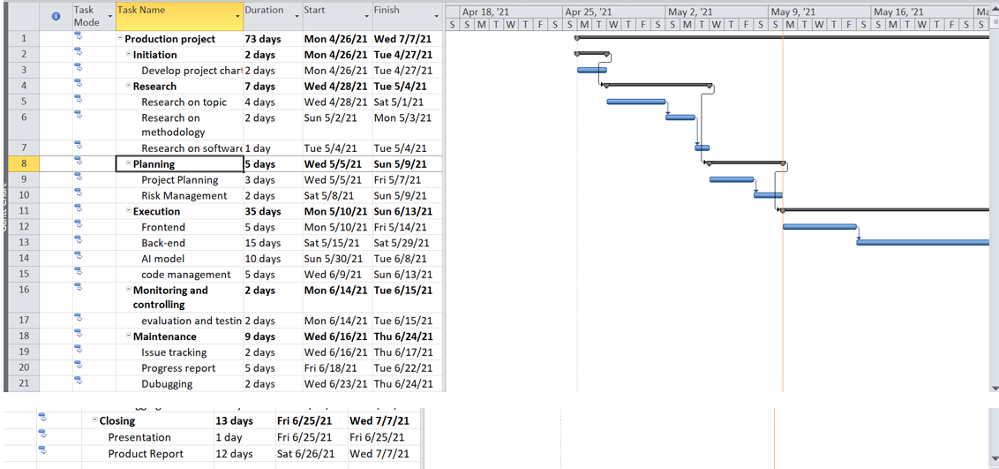 Task Mode Task Name Duration Start Finish Apr 18, '21 Apr 25, '21 May 2, '21 May 9, '21 May 16, '21 Ma
S S M T W T F S S M T W T F S S M T W T F S S M T W T F S S M T W T F S
1 Production project 73 days Mon 4/26/21 Wed 7/7/21
2 Initiation 2 days Mon 4/26/21 Tue 4/27/21
3 Develop project chart 2 days Mon 4/26/21 Tue 4/27/21
4 Research 7 days Wed 4/28/21 Tue 5/4/21
5 Research on topic 4 days Wed 4/28/21 Sat 5/1/21
6 Research on methodology 2 days Sun 5/2/21 Mon 5/3/21
7 Research on software 1 day Tue 5/4/21 Tue 5/4/21
8 Planning 5 days Wed 5/5/21 Sun 5/9/21
9 Project Planning 3 days Wed 5/5/21 Fri 5/7/21
10 Risk Management 2 days Sat 5/8/21 Sun 5/9/21
11 Execution 35 days Mon 5/10/21 Sun 6/13/21
12 Frontend 5 days Mon 5/10/21 Fri 5/14/21
13 Back-end 15 days Sat 5/15/21 Sat 5/29/21
14 AI model 10 days Sun 5/30/21 Tue 6/8/21
15 code management 5 days Wed 6/9/21 Sun 6/13/21
16 Monitoring and controlling 2 days Mon 6/14/21 Tue 6/15/21
17 evaluation and testin 2 days Mon 6/14/21 Tue 6/15/21
18 Maintenance 9 days Wed 6/16/21 Thu 6/24/21
19 Issue tracking 2 days Wed 6/16/21 Thu 6/17/21
20 Progress report 5 days Fri 6/18/21 Tue 6/22/21
21 Dubugging 2 days Wed 6/23/21 Thu 6/24/21
Closing 13 days Fri 6/25/21 Wed 7/7/21
Presentation 1 day Fri 6/25/21 Fri 6/25/21
Product Report 12 days Sat 6/26/21 Wed 7/7/21